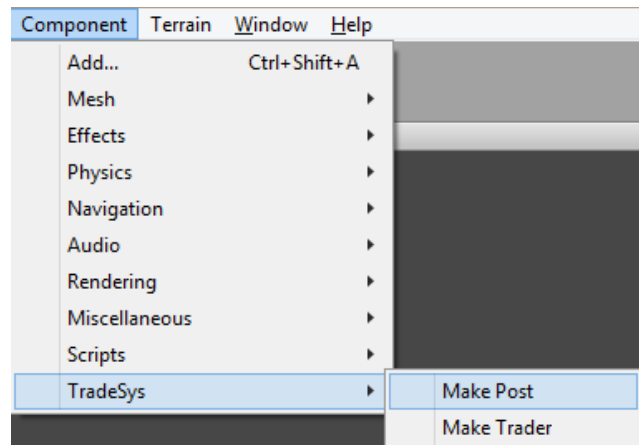 Component Terrain Window Help
Add... Ctrl+Shift+A
Mesh
Effects
Physics
Navigation
Audio
Rendering
Miscellaneous
Scripts
TradeSys Make Post
Make Trader